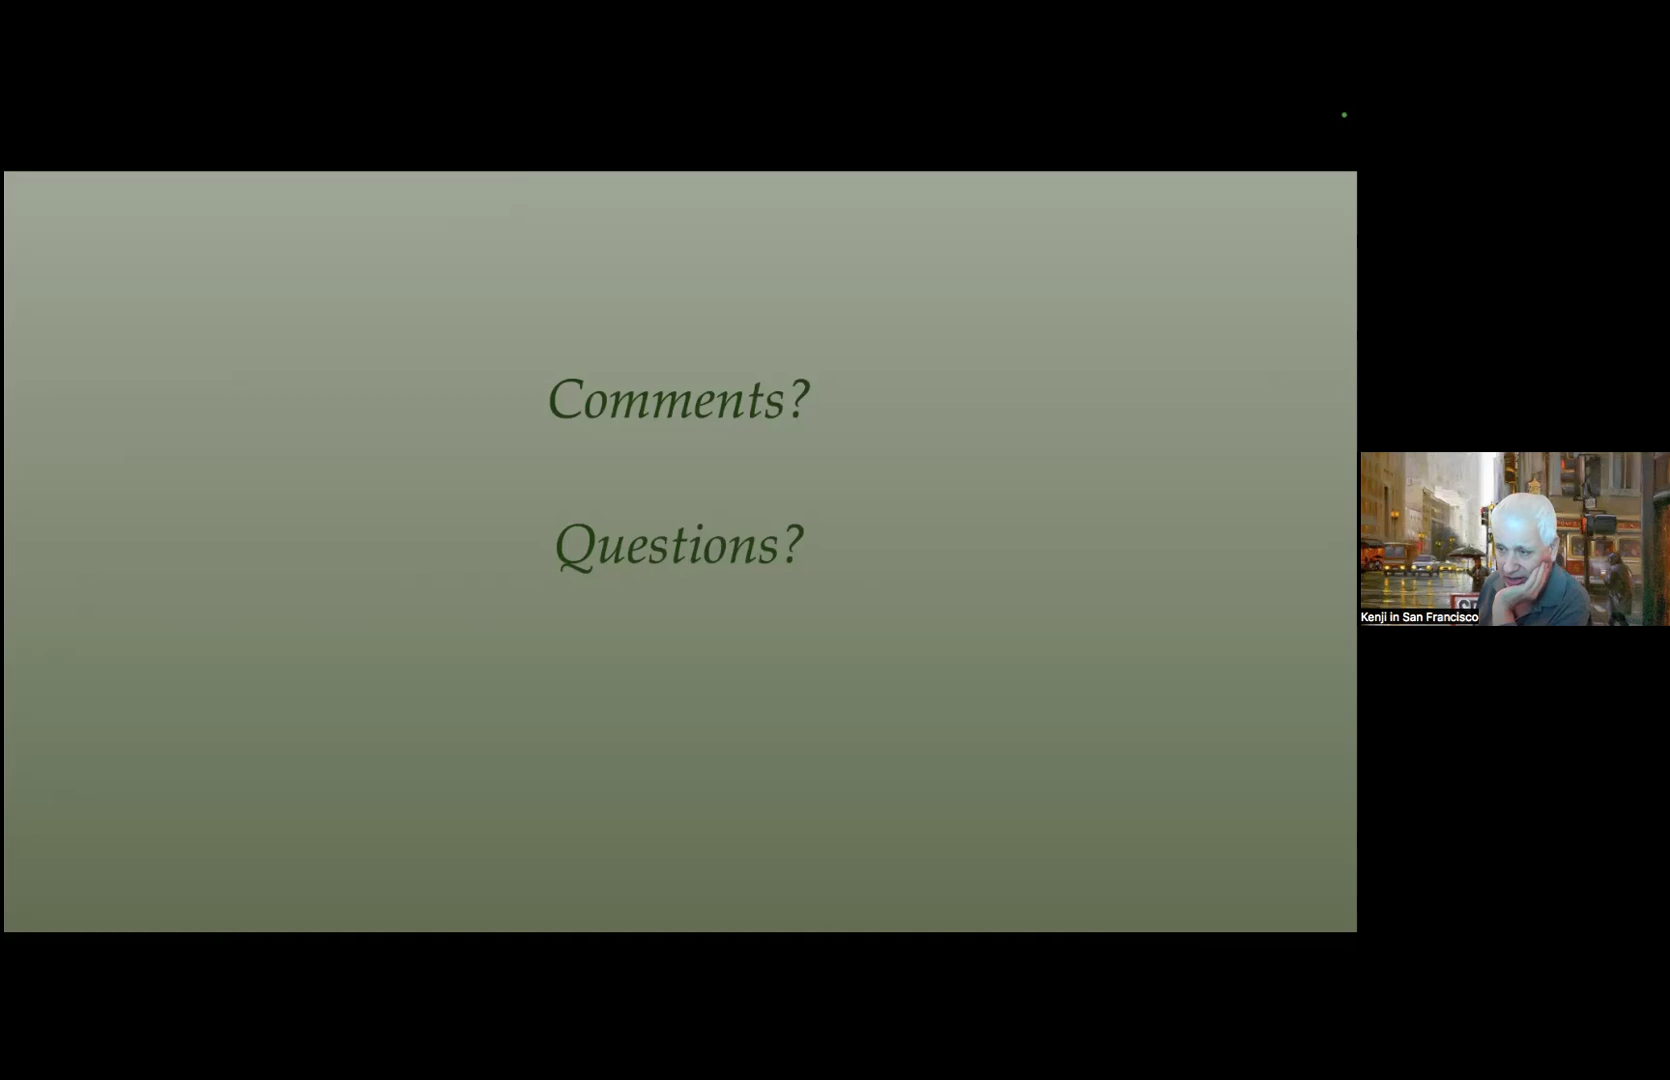 Comments?
Questions?
Kenji in San Francisco